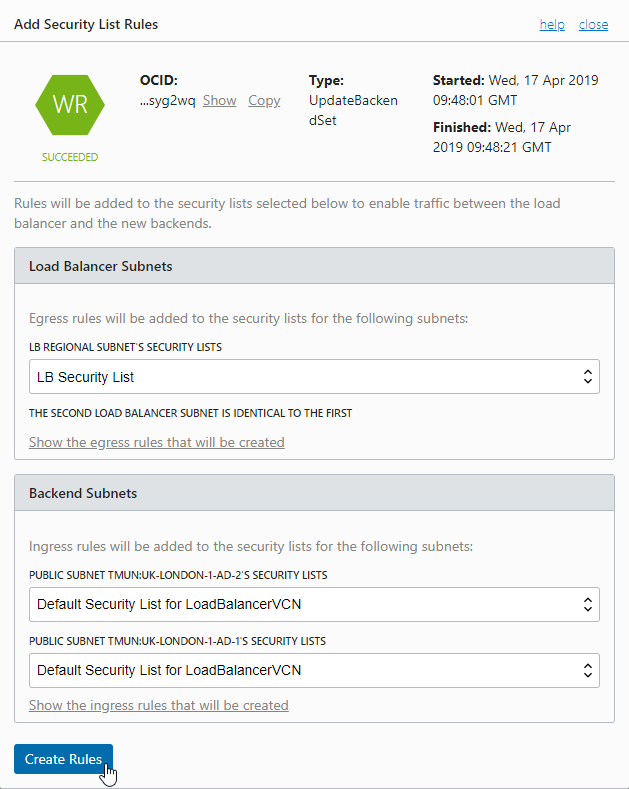 Add Security List Rules help close
WR
SUCCEEDED
OCID:
...syg2wq Show Copy
Type:
UpdateBacken
dSet
Started: Wed, 17 Apr 2019
09:48:01 GMT
Finished: Wed, 17 Apr
2019 09:48:21 GMT
Rules will be added to the security lists selected below to enable traffic between the load
balancer and the new backends.
Load Balancer Subnets
Egress rules will be added to the security lists for the following subnets:
LB REGIONAL SUBNET'S SECURITY LISTS
LB Security List
THE SECOND LOAD BALANCER SUBNET IS IDENTICAL TO THE FIRST
Show the egress rules that will be created
Backend Subnets
Ingress rules will be added to the security lists for the following subnets:
PUBLIC SUBNET TMUN:UK-LONDON-1-AD-2'S SECURITY LISTS
Default Security List for LoadBalancerVCN
PUBLIC SUBNET TMUN:UK-LONDON-1-AD-1'S SECURITY LISTS
Default Security List for LoadBalancerVCN
Show the ingress rules that will be created
Create Rules